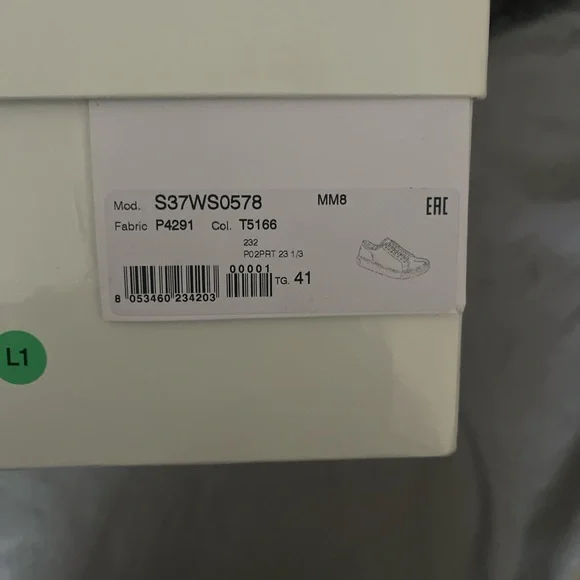 Mod. S37WS0578 MM8 EAC
Fabric P4291 Col. T5166
232
P02PRT 23 1/3
00001
8 053460 234203 TG. 41
L1